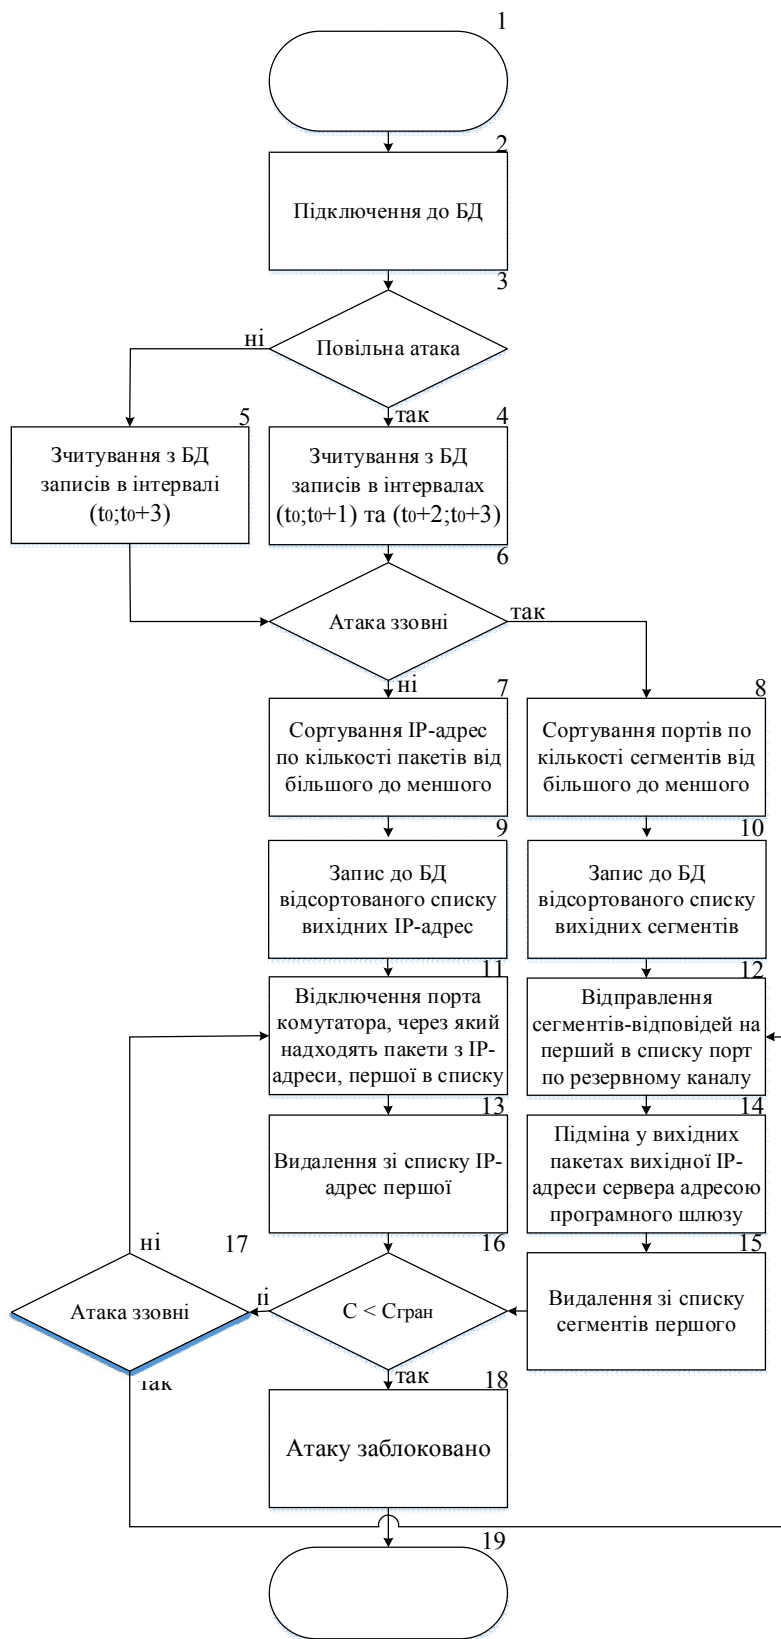 1
2
Підключення до БД
3
Повільна атака
ні
так
5
4
Зчитування з БД
записів в інтервалі
(t0;t0+3)
Зчитування з БД
записів в інтервалах
(t0;t0+1) та (t0+2;t0+3)
6
Атака ззовні
так
ні
7
8
Сортування IP-адрес
по кількості пакетів від
більшого до меншого
Сортування портів по
кількості сегментів від
більшого до меншого
9
10
Запис до БД
відсортованого списку
вихідних IP-адрес
Запис до БД
відсортованого списку
вихідних сегментів
11
12
Відключення порта
комутатора, через який
надходять пакети з IP-
адреси, першої в списку
Відправлення
сегментів-відповідей на
перший в списку порт
по резервному каналу
13
14
Видалення зі списку IP-
адрес першої
Підміна у вихідних
пакетах вихідної IP-
адреси сервера адресою
програмного шлюзу
ні
17
16
15
Атака ззовні
ні
C < Cгран
Видалення зі списку
сегментів першого
так
так
18
Атаку заблоковано
19